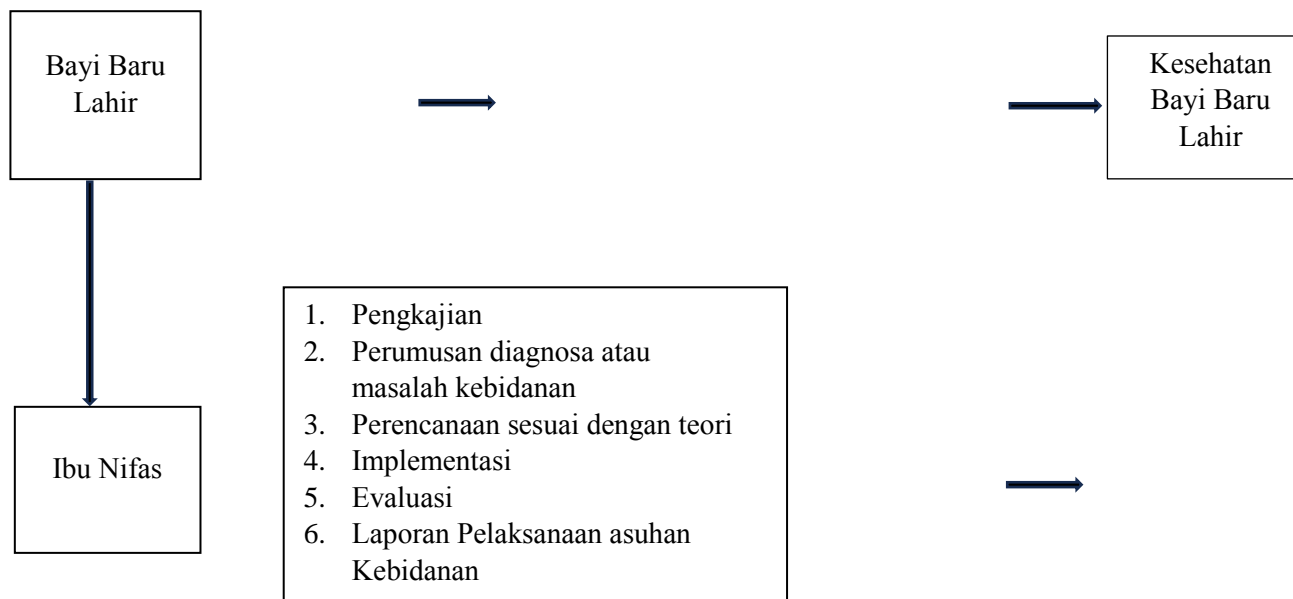 Bayi Baru
Lahir
Kesehatan
Bayi Baru
Lahir
1. Pengkajian
2. Perumusan diagnosa atau
masalah kebidanan
3. Perencanaan sesuai dengan teori
4. Implementasi
5. Evaluasi
6. Laporan Pelaksanaan asuhan
Kebidanan
Ibu Nifas